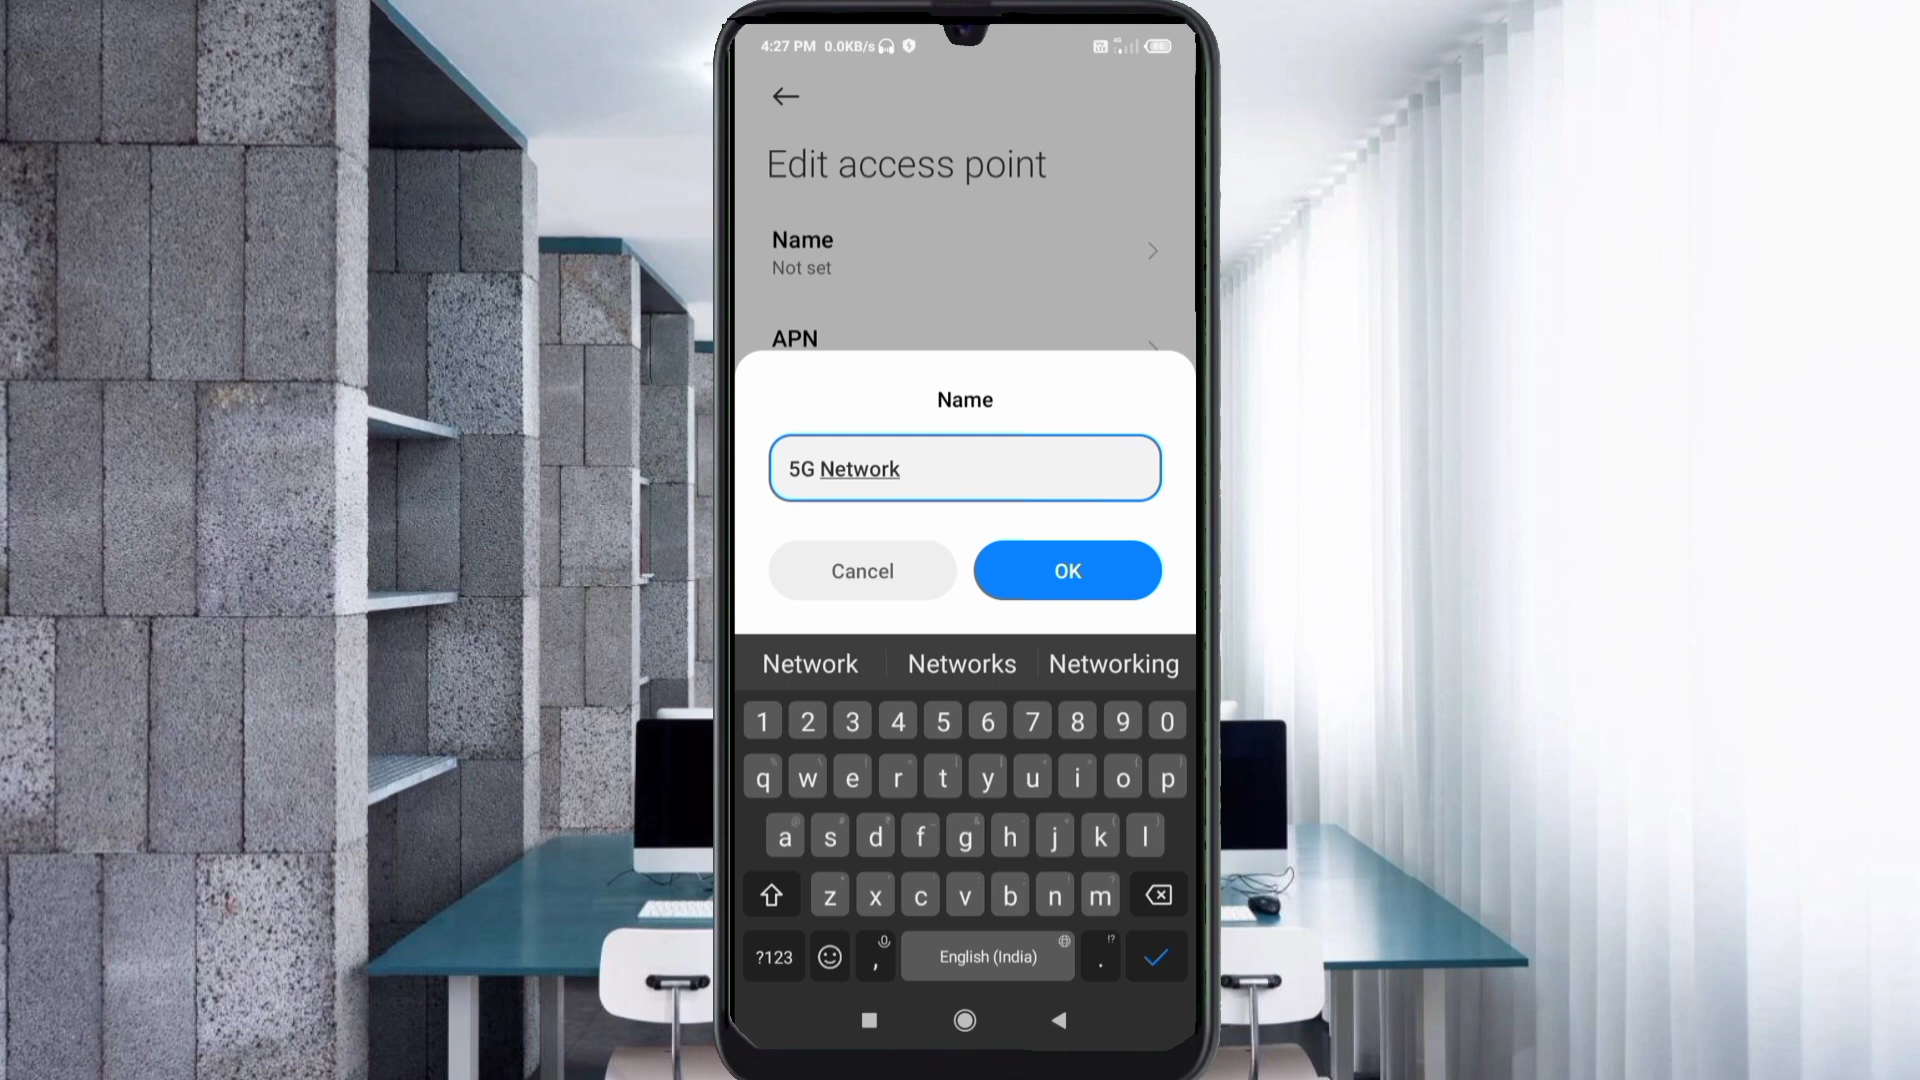 4:27 PM 0.0KB/s
4G
Edit access point
Name
Not set
APN
Name
5G Network
Cancel OK
Network Networks Networking
1 2 3 4 5 6 7 8 9 0
q w e r t y u i o p
a s d f g h j k l
z x c v b n m
?123 , English (India) . !?